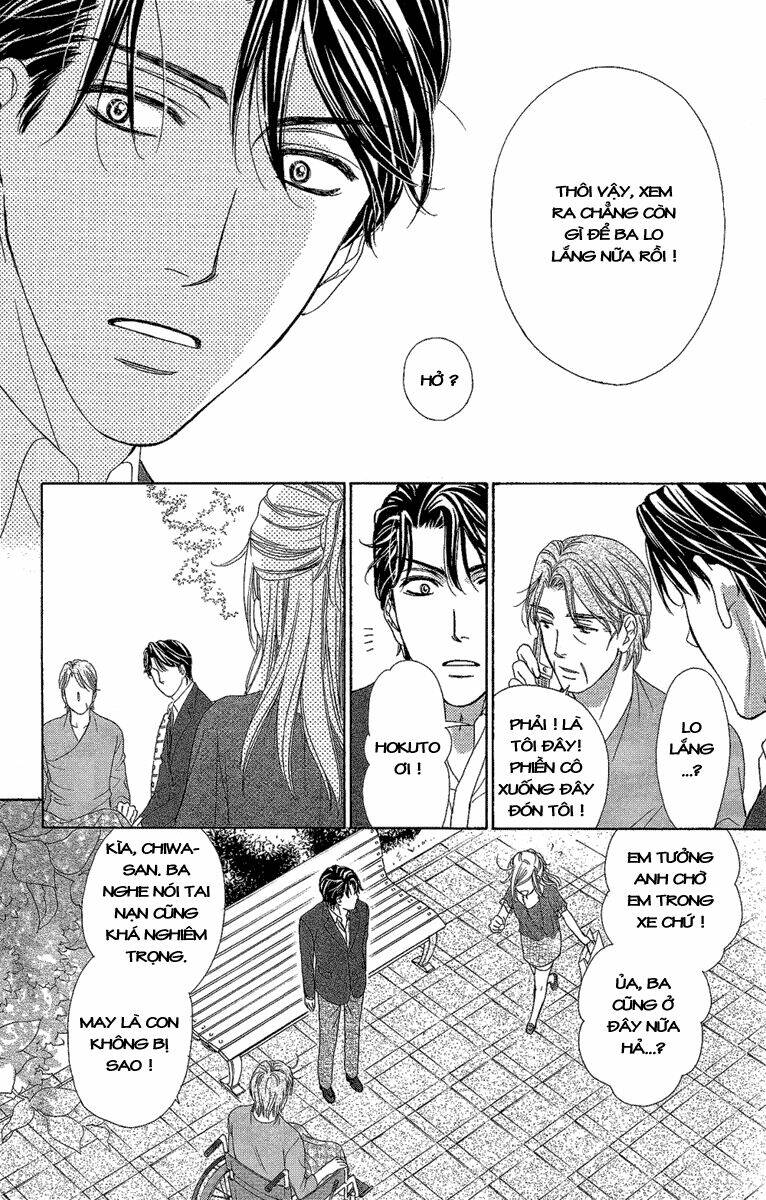 THÔI VẬY, XEM
RA CHẲNG CÒN
GÌ ĐỂ BA LO
LẮNG NỮA RỒI !
HỞ ?
LO
LẮNG
...?
PHẢI ! LÀ
TÔI ĐÂY!
PHIỀN CÔ
XUỐNG ĐÂY
ĐÓN TÔI !
HOKUTO
ƠI !
EM TƯỞNG
ANH CHỜ
EM TRONG
XE CHỨ !
ỦA, BA
CŨNG Ở
ĐÂY NỮA
HẢ...?
KÌA, CHIWA-
SAN. BA
NGHE NÓI TAI
NẠN CŨNG
KHÁ NGHIÊM
TRỌNG.
MAY LÀ CON
KHÔNG BỊ
SAO !